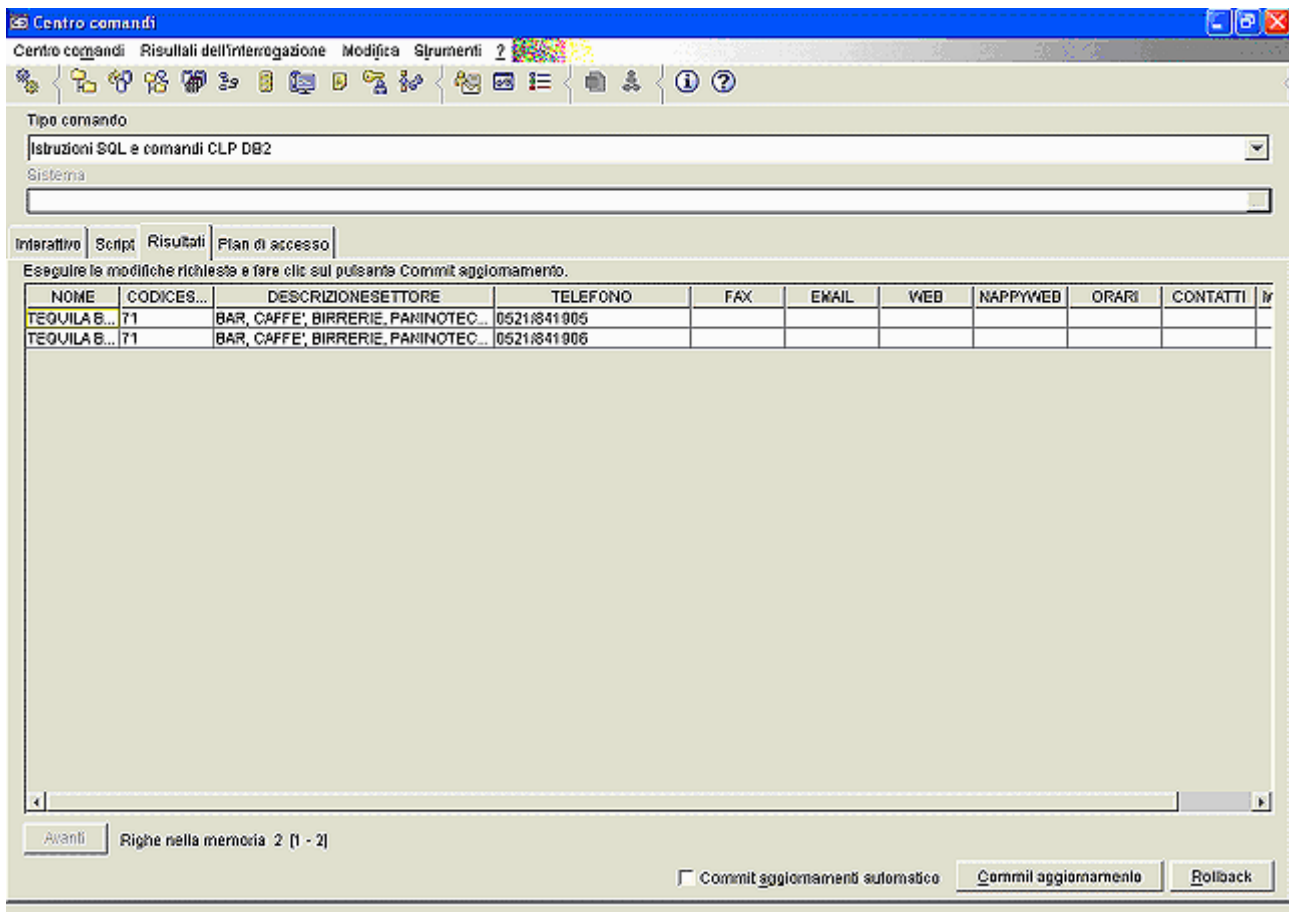 Centro comandi
Centro comandi Risultati dell'interrogazione Modifica Strumenti ?
Tipo comando
Istruzioni SQL e comandi CLP DB2
Sistema
Interattivo Script Risultati Plan di accesso
Eseguire le modifiche richieste e fare clic sul pulsante Commit aggiornamento.
NOME CODICES... DESCRIZIONESETTORE TELEFONO FAX EMAIL WEB NAPPYWEB ORARI CONTATTI
TEQUILA B... 71 BAR, CAFFE', BIRRERIE, PANINOTEC... 0521/841905
TEQUILA B... 71 BAR, CAFFE', BIRRERIE, PANINOTEC... 0521/841906
Avanti Righe nella memoria 2 [1 - 2]
Commit aggiornamenti automatico Commit aggiornamento Rollback